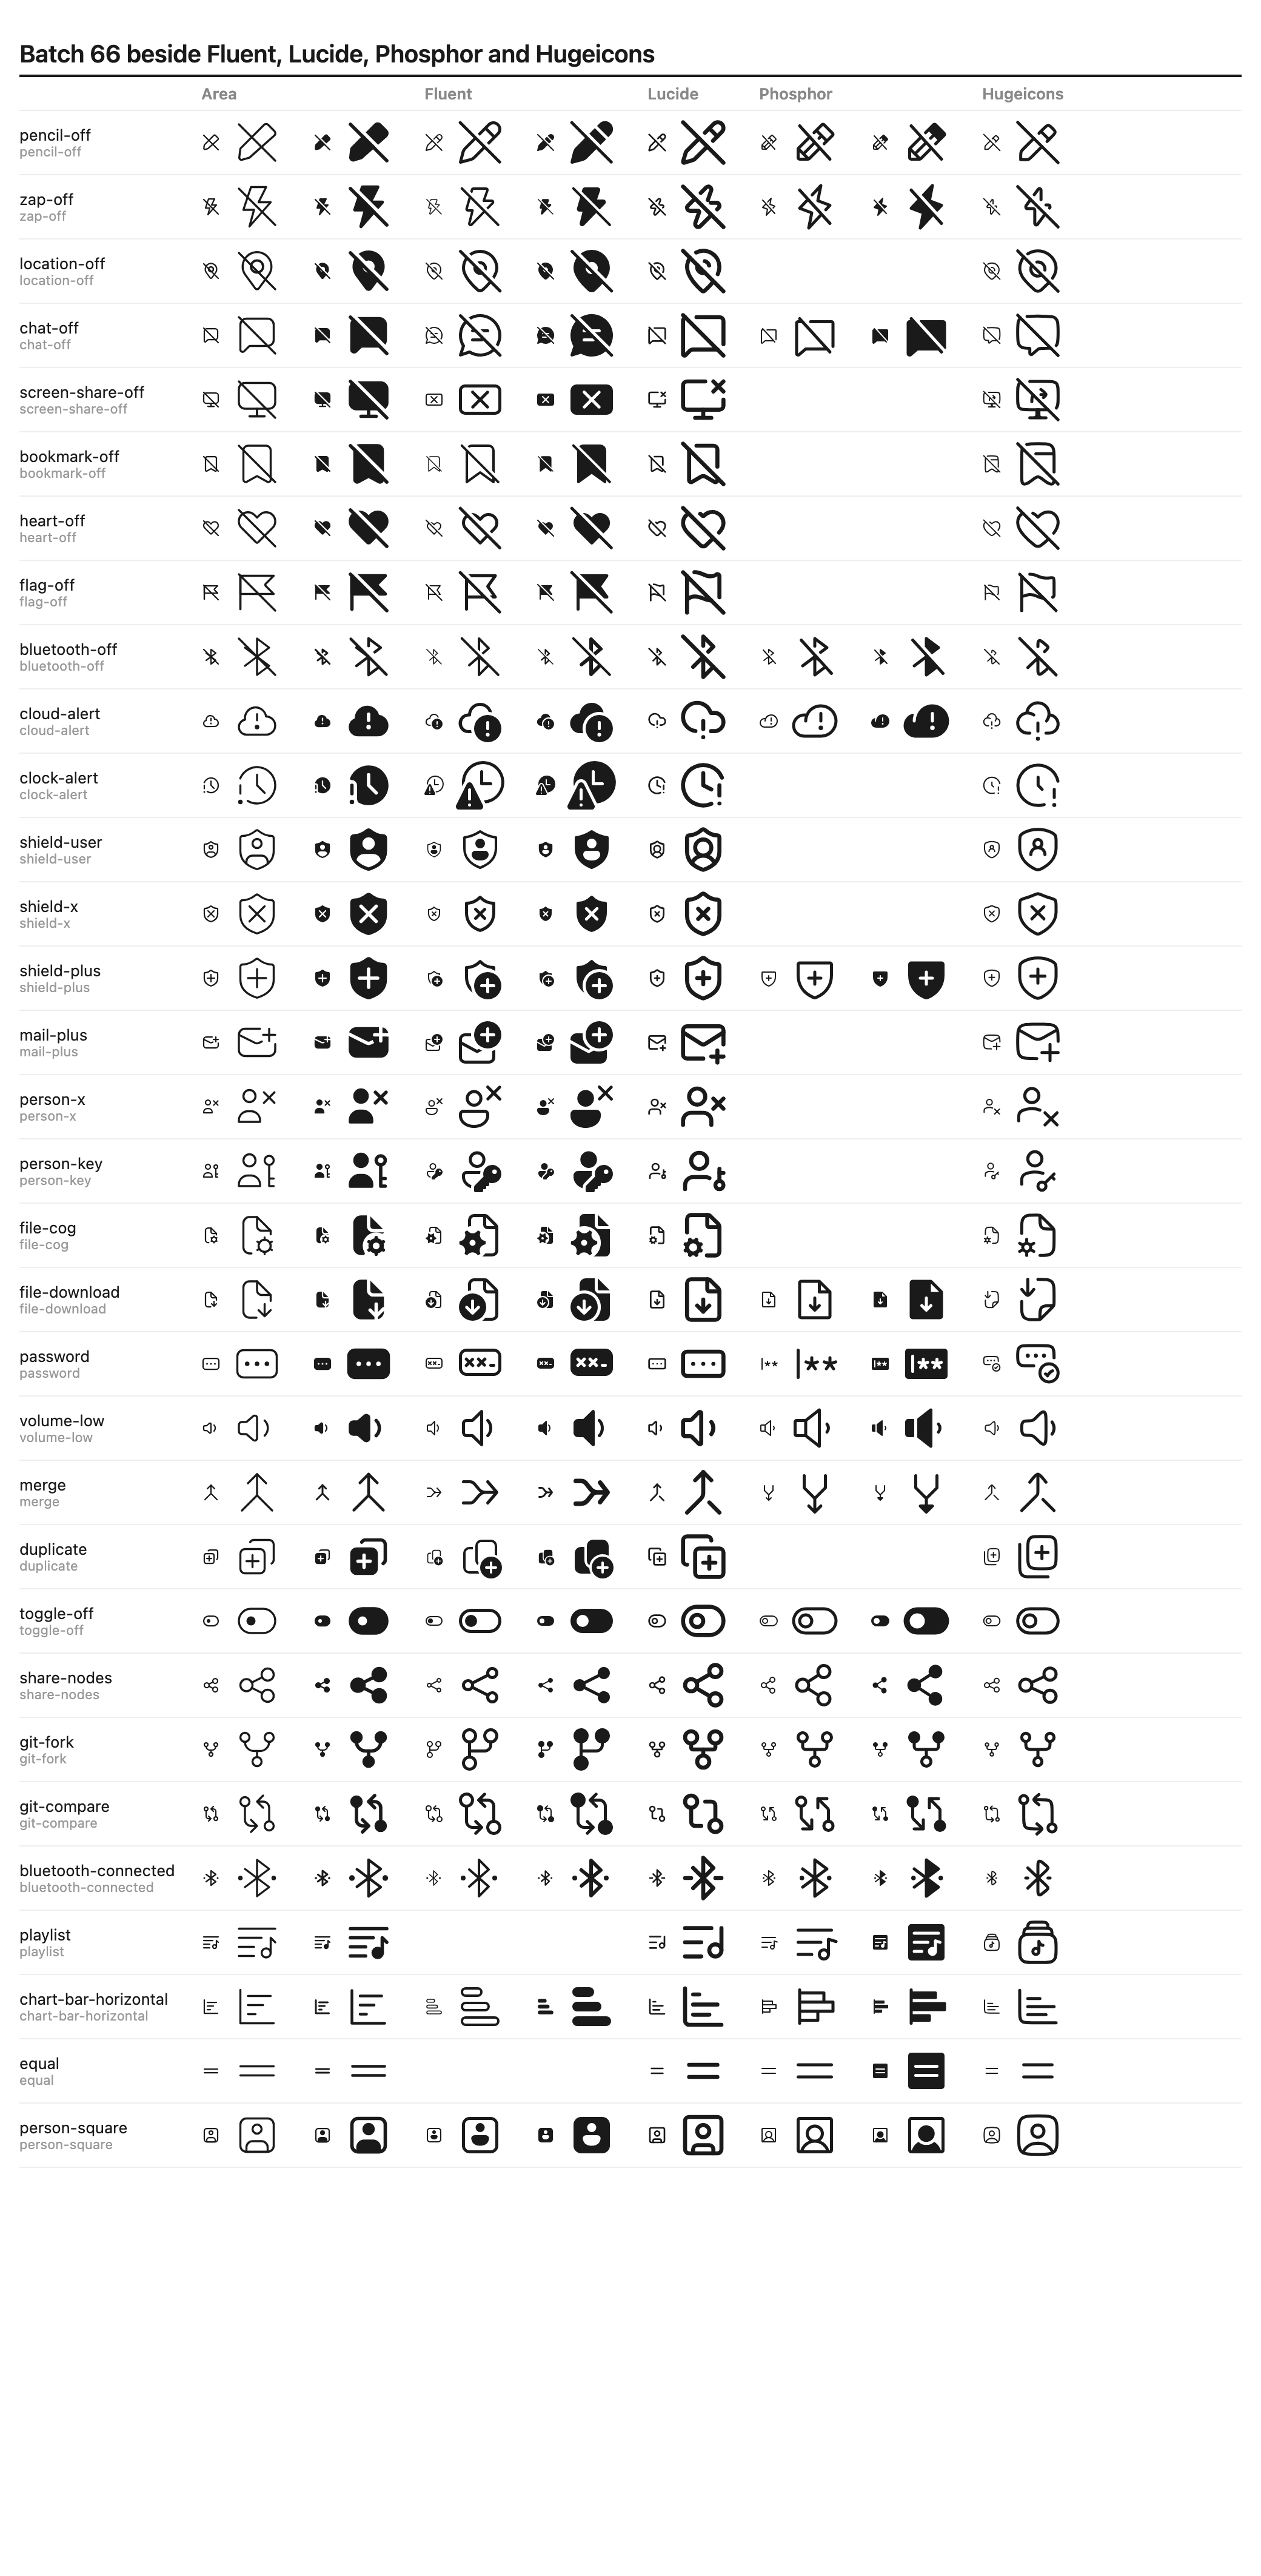 Batch 66 beside Fluent, Lucide, Phosphor and Hugeicons
Area Fluent Lucide Phosphor Hugeicons
pencil-off
pencil-off
zap-off
zap-off
location-off
location-off
chat-off
chat-off
screen-share-off
screen-share-off
bookmark-off
bookmark-off
heart-off
heart-off
flag-off
flag-off
bluetooth-off
bluetooth-off
cloud-alert
cloud-alert
clock-alert
clock-alert
shield-user
shield-user
shield-x
shield-x
shield-plus
shield-plus
mail-plus
mail-plus
person-x
person-x
person-key
person-key
file-cog
file-cog
file-download
file-download
password
password
volume-low
volume-low
merge
merge
duplicate
duplicate
toggle-off
toggle-off
share-nodes
share-nodes
git-fork
git-fork
git-compare
git-compare
bluetooth-connected
bluetooth-connected
playlist
playlist
chart-bar-horizontal
chart-bar-horizontal
equal
equal
person-square
person-square